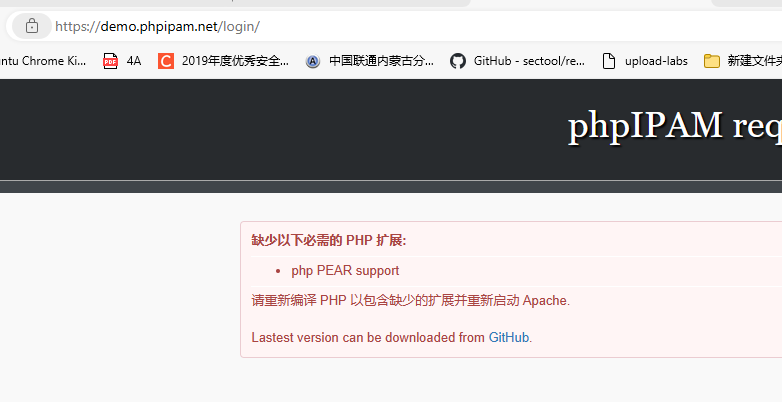 https://demo.phpipam.net/login/
ntu Chrome Ki... PDF 4A C 2019年度优秀安全... 中国联通内蒙古分... GitHub - sectool/re... upload-labs 新建文件夹
phpIPAM req
缺少以下必需的 PHP 扩展:
• php PEAR support
请重新编译 PHP 以包含缺少的扩展并重新启动 Apache.
Lastest version can be downloaded from GitHub.